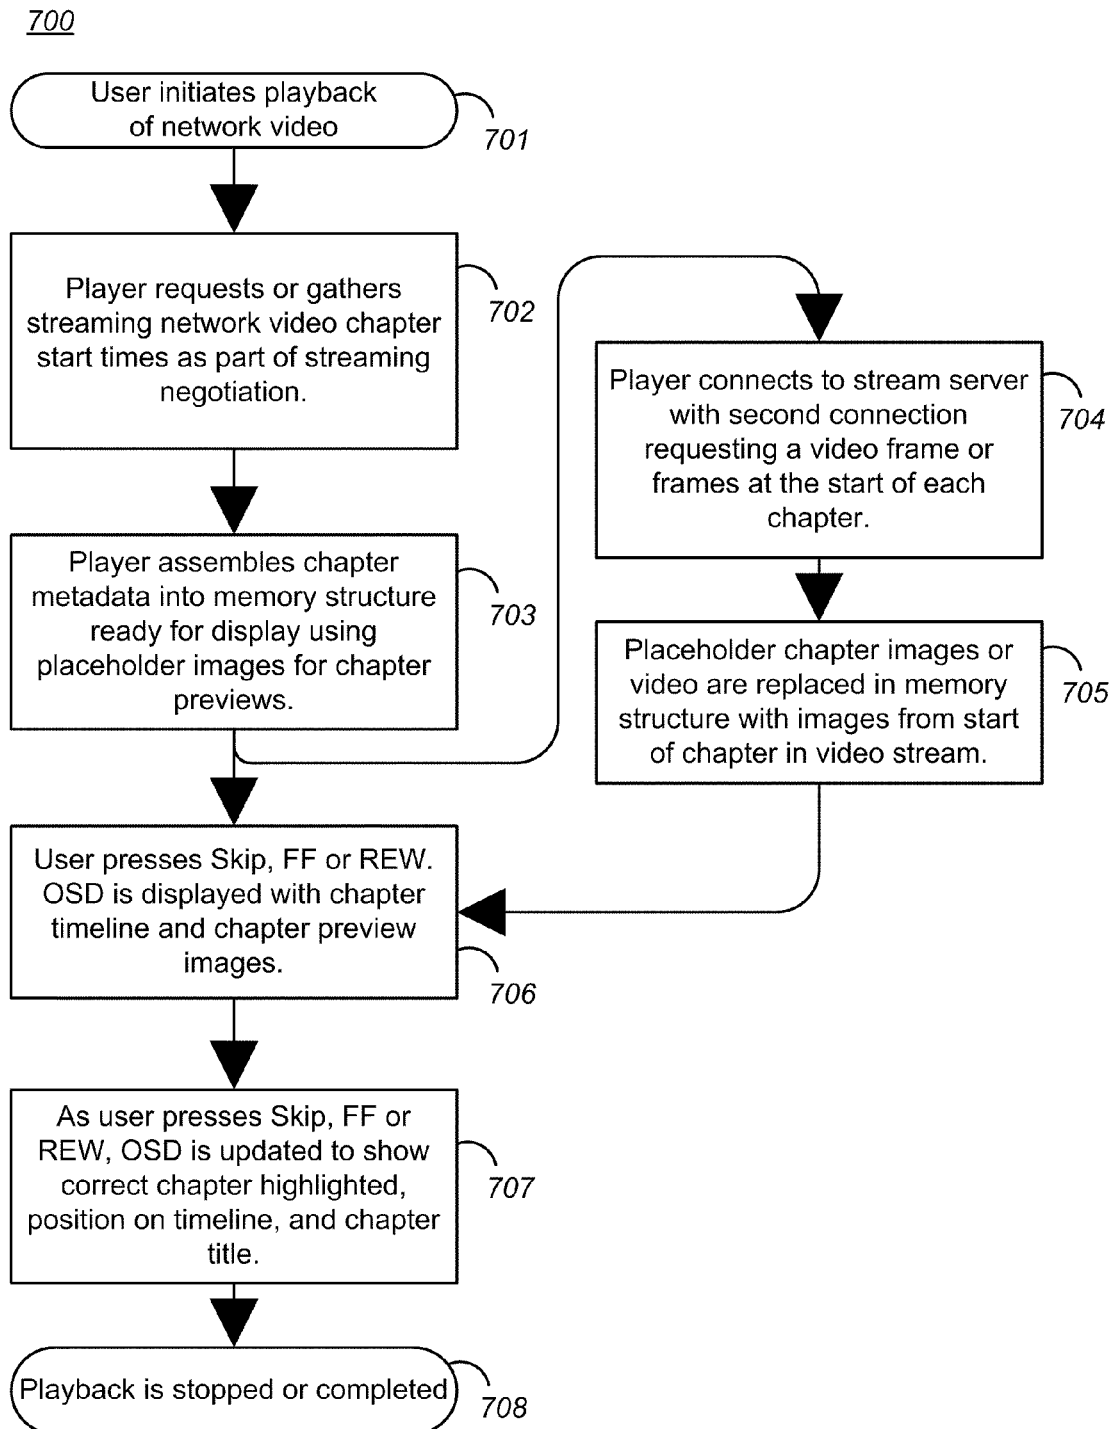 700
User initiates playback
of network video
701
Player requests or gathers
streaming network video chapter
start times as part of streaming
negotiation.
702
Player assembles chapter
metadata into memory structure
ready for display using
placeholder images for chapter
previews.
703
Player connects to stream server
with second connection
requesting a video frame or
frames at the start of each
chapter.
704
Placeholder chapter images or
video are replaced in memory
structure with images from start
of chapter in video stream.
705
User presses Skip, FF or REW.
OSD is displayed with chapter
timeline and chapter preview
images.
706
As user presses Skip, FF or
REW, OSD is updated to show
correct chapter highlighted,
position on timeline, and chapter
title.
707
Playback is stopped or completed
708